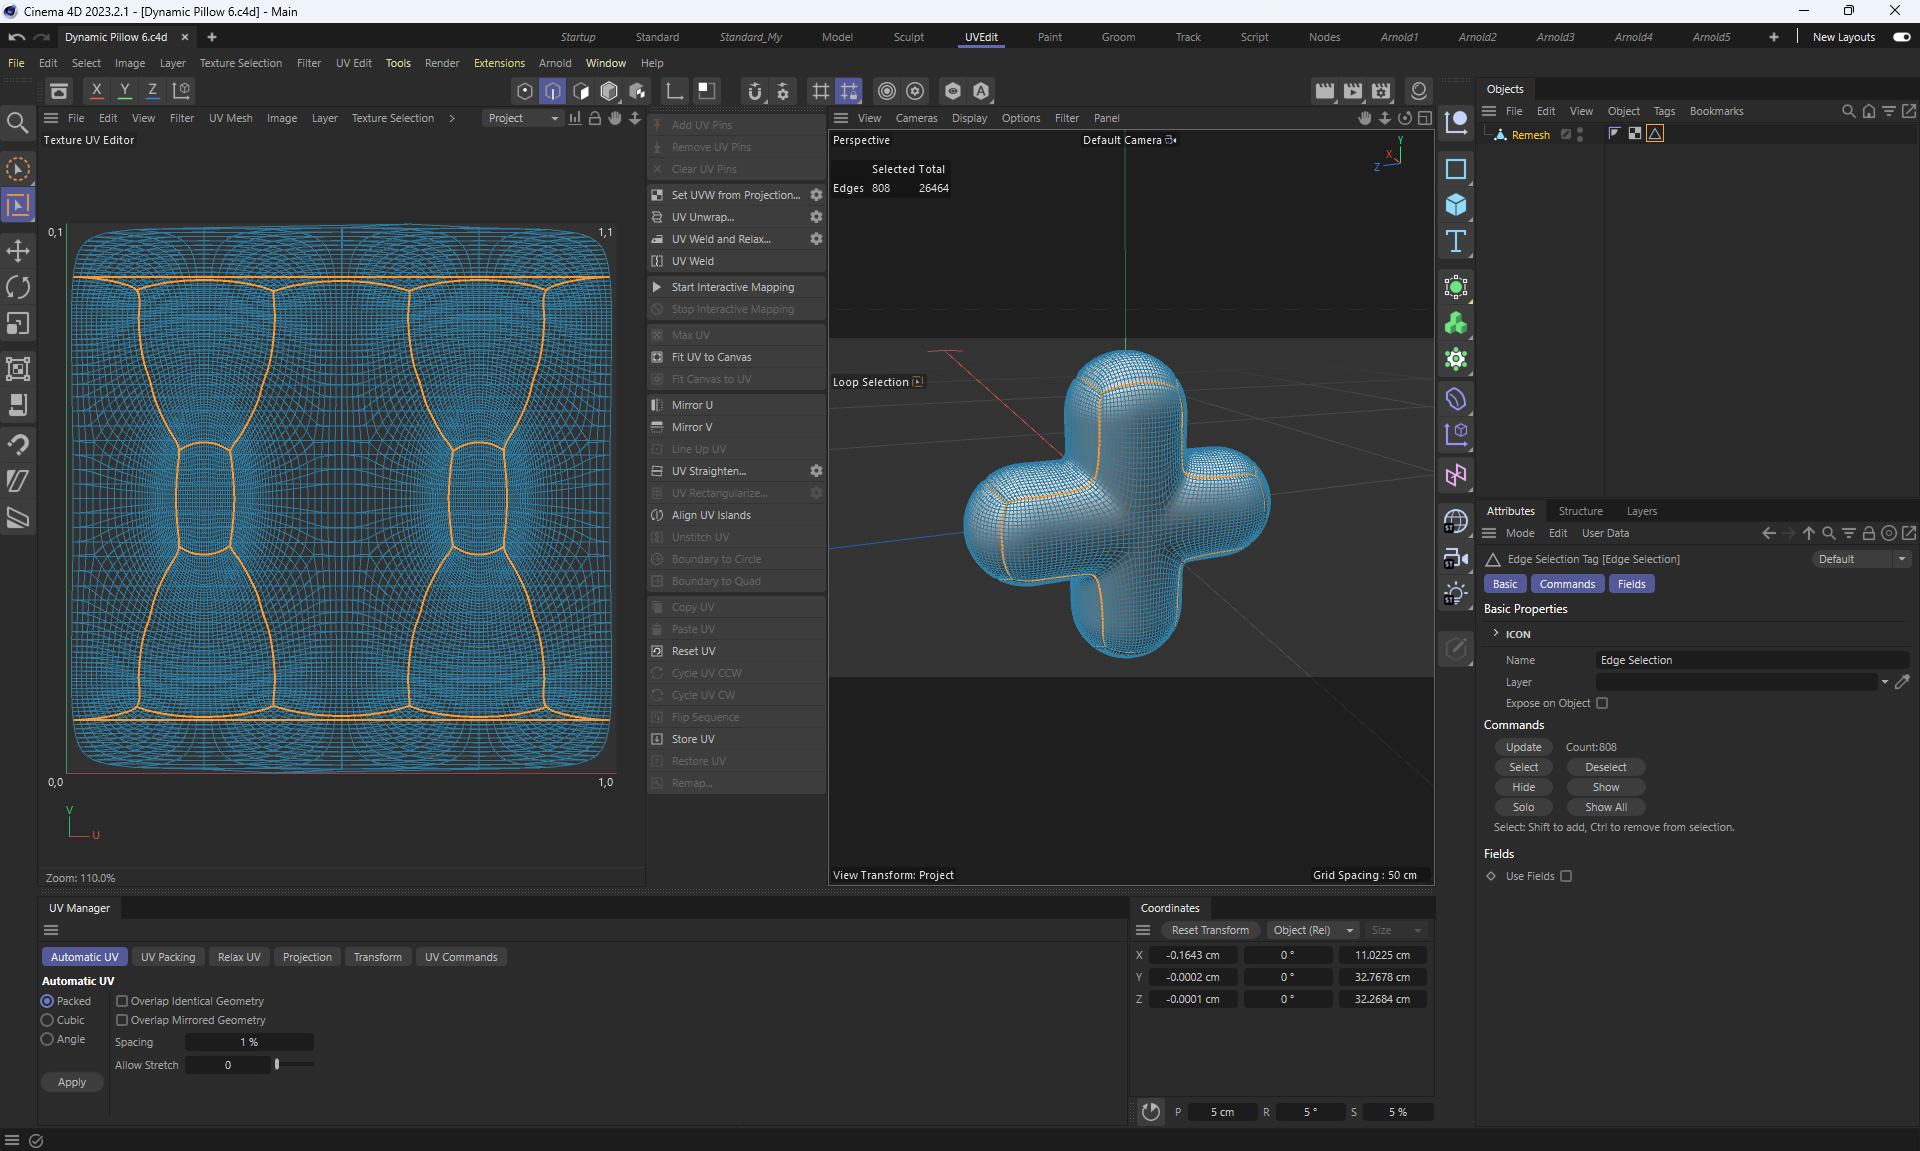 Cinema 4D 2023.2.1 - [Dynamic Pillow 6.c4d] - Main
Dynamic Pillow 6.c4d
Startup Standard Standard_My Model Sculpt UVEdit Paint Groom Track Script Nodes Arnold1 Arnold2 Arnold3 Arnold4 Arnold5 New Layouts
File Edit Select Image Layer Texture Selection Filter UV Edit Tools Render Extensions Arnold Window Help
X Y Z
File Edit View Filter UV Mesh Image Layer Texture Selection > Project
Texture UV Editor
0,1
1,1
0,0
1,0
V
U
Zoom: 110.0%
Add UV Pins
Remove UV Pins
Clear UV Pins
Set UVW from Projection...
UV Unwrap...
UV Weld and Relax...
UV Weld
Start Interactive Mapping
Stop Interactive Mapping
Max UV
Fit UV to Canvas
Fit Canvas to UV
Mirror U
Mirror V
Line Up UV
UV Straighten...
UV Rectangularize...
Align UV Islands
Unstitch UV
Boundary to Circle
Boundary to Quad
Copy UV
Paste UV
Reset UV
Cycle UV CCW
Cycle UV CW
Flip Sequence
Store UV
Restore UV
Remap...
View Cameras Display Options Filter Panel
Perspective
Default Camera
Y
X
Z
Selected Total
Edges 808 26464
Loop Selection
View Transform: Project
Grid Spacing : 50 cm
ST
ST
ST
Objects
File Edit View Object Tags Bookmarks
Remesh
Attributes Structure Layers
Mode Edit User Data
Edge Selection Tag [Edge Selection]
Default
Basic Commands Fields
Basic Properties
> ICON
Name Edge Selection
Layer
Expose on Object
Commands
Update Count:808
Select Deselect
Hide Show
Solo Show All
Select: Shift to add, Ctrl to remove from selection.
Fields
Use Fields
UV Manager
Automatic UV UV Packing Relax UV Projection Transform UV Commands
Automatic UV
Packed Overlap Identical Geometry
Cubic Overlap Mirrored Geometry
Angle Spacing 1 %
Allow Stretch 0
Apply
Coordinates
Reset Transform Object (Rel) Size
X -0.1643 cm 0 ° 11.0225 cm
Y -0.0002 cm 0 ° 32.7678 cm
Z -0.0001 cm 0 ° 32.2684 cm
P 5 cm R 5 ° S 5 %